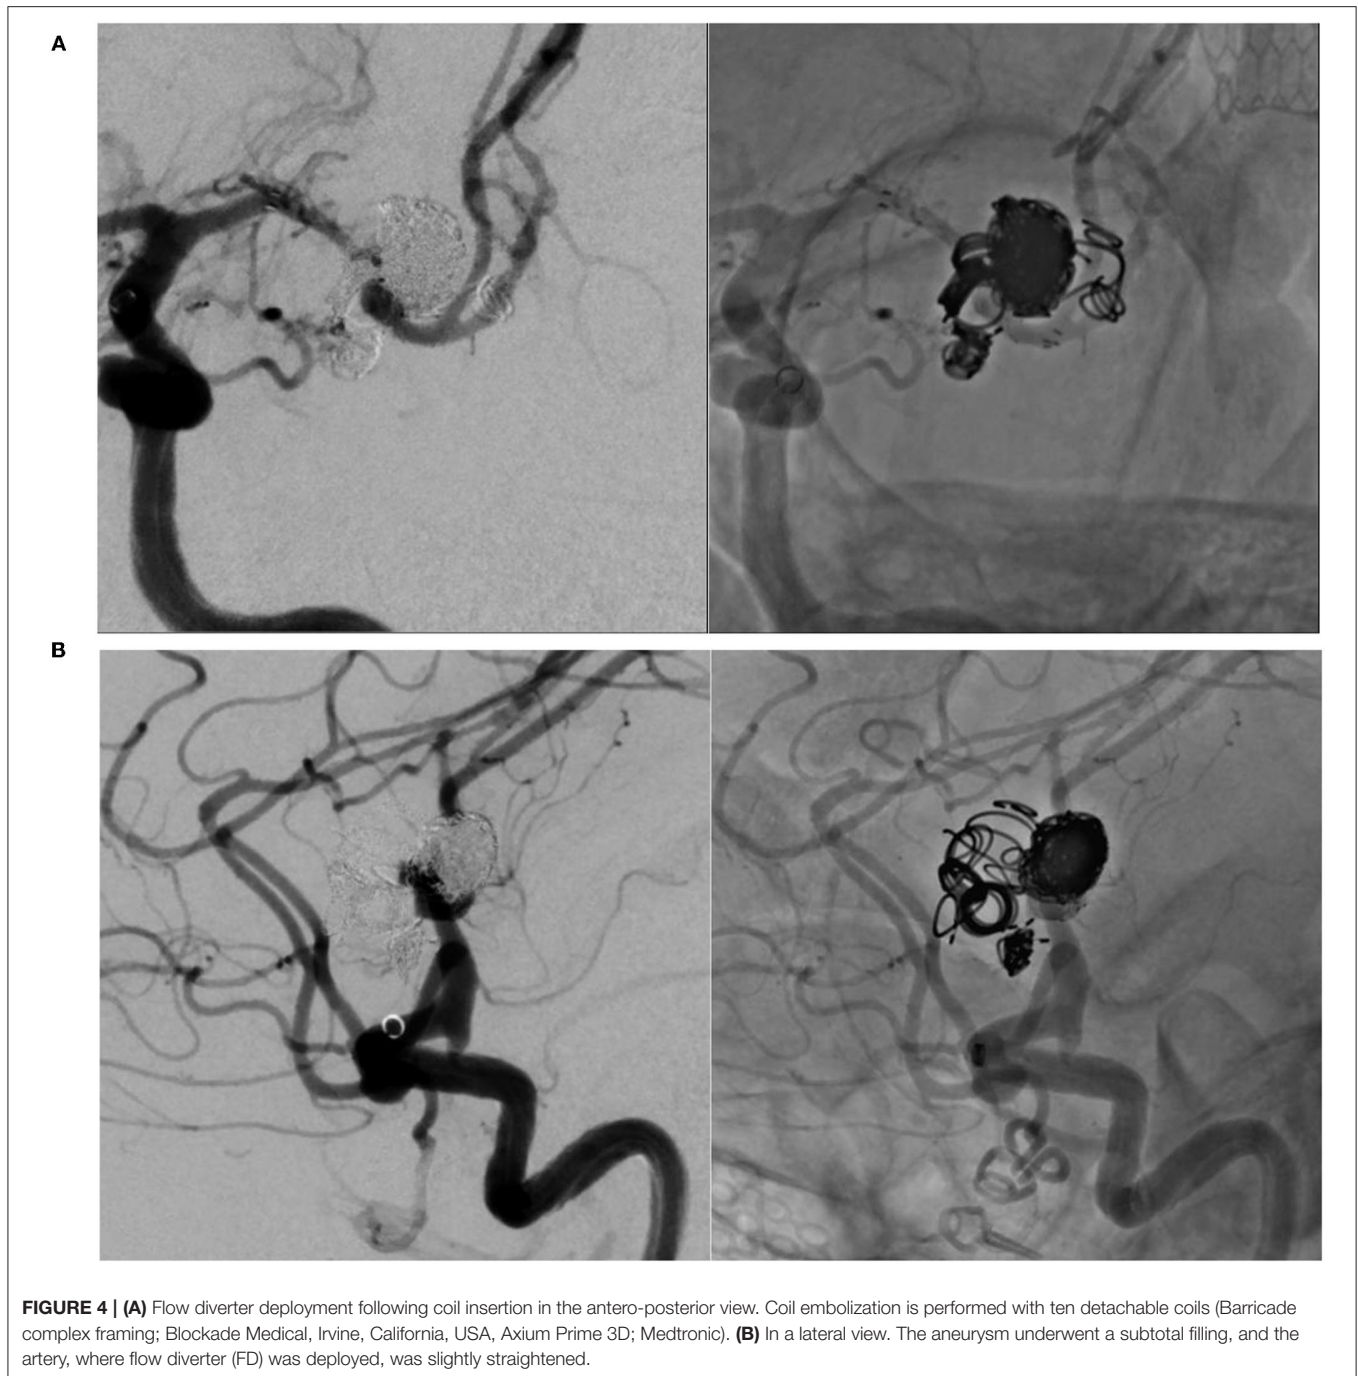 A
B
FIGURE 4 | (A) Flow diverter deployment following coil insertion in the antero-posterior view. Coil embolization is performed with ten detachable coils (Barricade
complex framing; Blockade Medical, Irvine, California, USA, Axium Prime 3D; Medtronic). (B) In a lateral view. The aneurysm underwent a subtotal filling, and the
artery, where flow diverter (FD) was deployed, was slightly straightened.